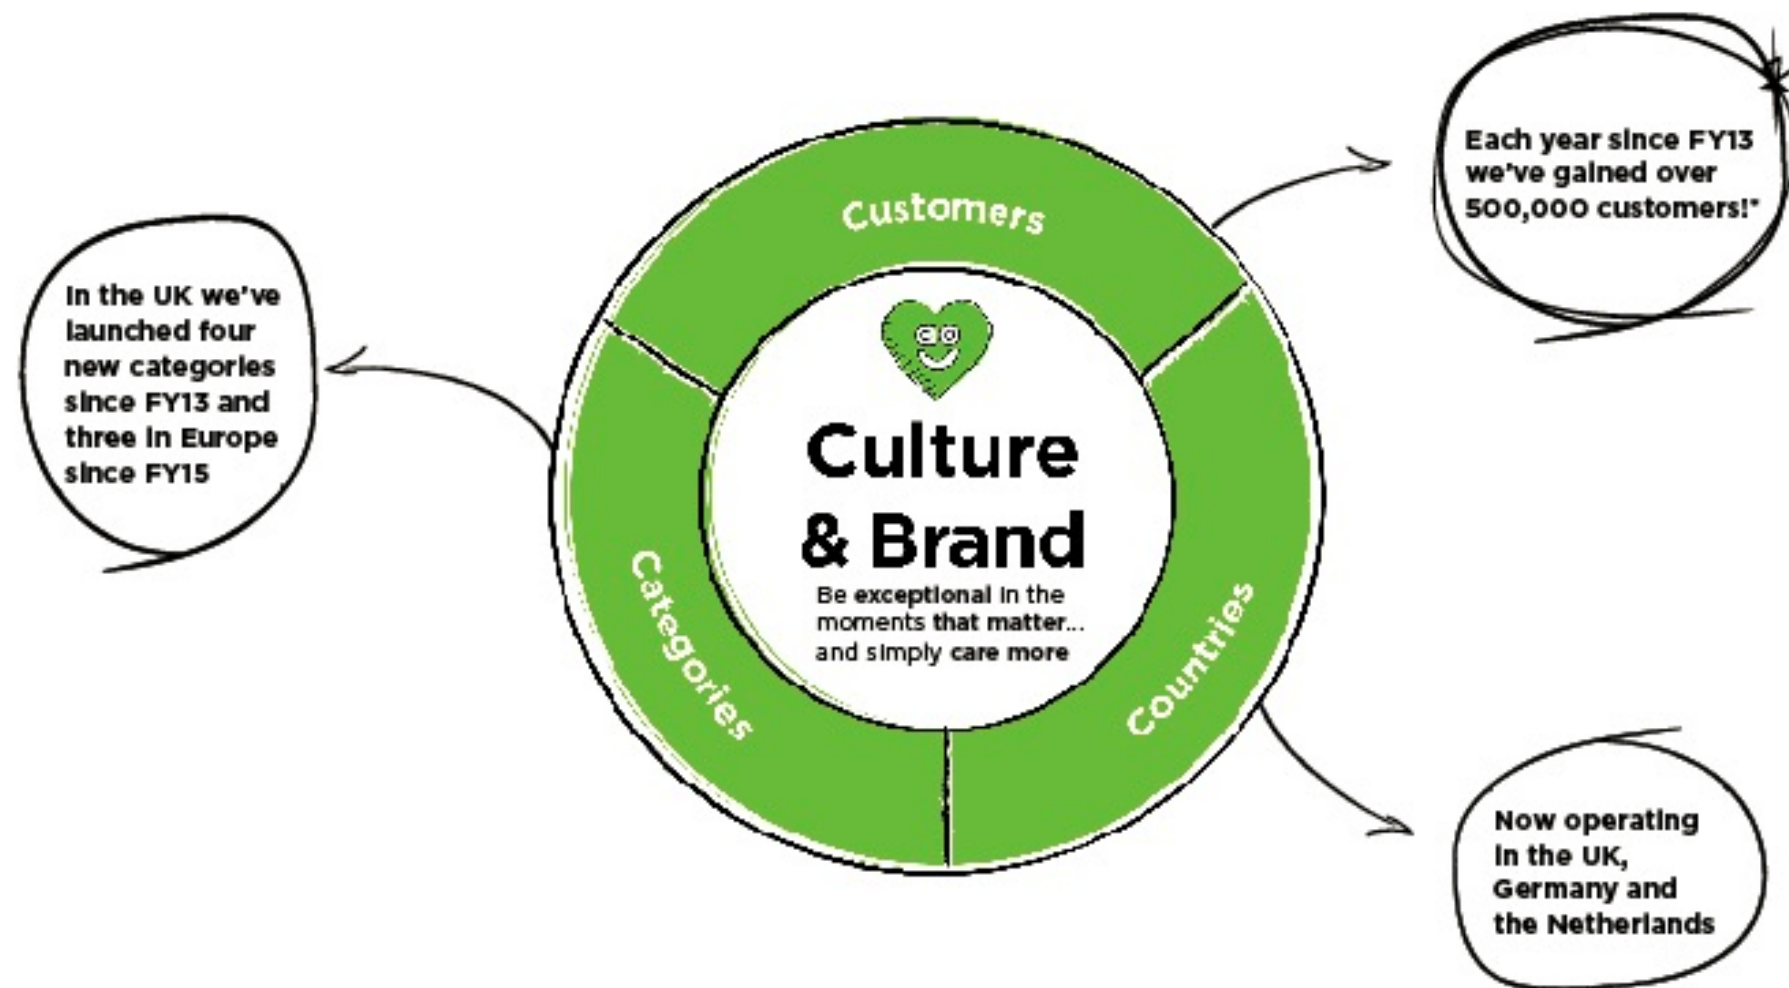 Each year since FY13
we've gained over
500,000 customers!*
Customers
In the UK we've
launched four
new categories
since FY13 and
three in Europe
since FY15
Culture
& Brand
Be exceptional in the
moments that matter...
and simply care more
Categories
Countries
Now operating
in the UK,
Germany and
the Netherlands